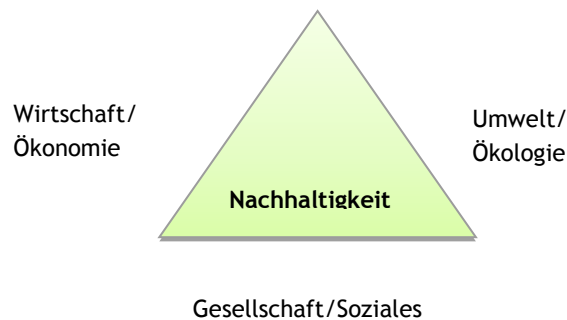 Wirtschaft/
Ökonomie
Umwelt/
Ökologie
Nachhaltigkeit
Gesellschaft/Soziales